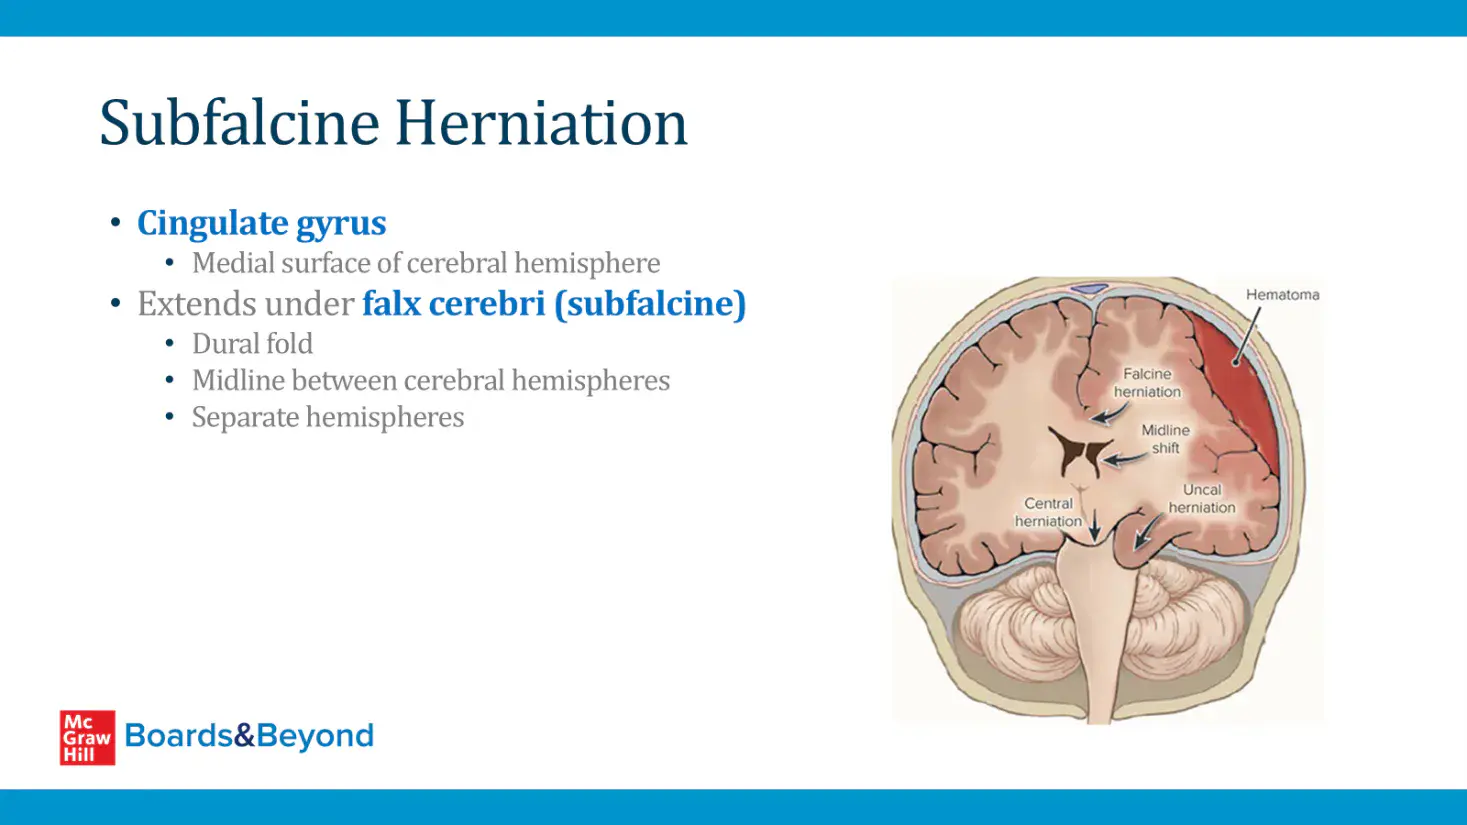 Subfalcine Herniation
• Cingulate gyrus
• Medial surface of cerebral hemisphere
• Extends under falx cerebri (subfalcine)
• Dural fold
• Midline between cerebral hemispheres
• Separate hemispheres
Hematoma
Falcine
herniation
Midline
shift
Uncal
herniation
Central
herniation
Mc
Graw
Hill
Boards&Beyond